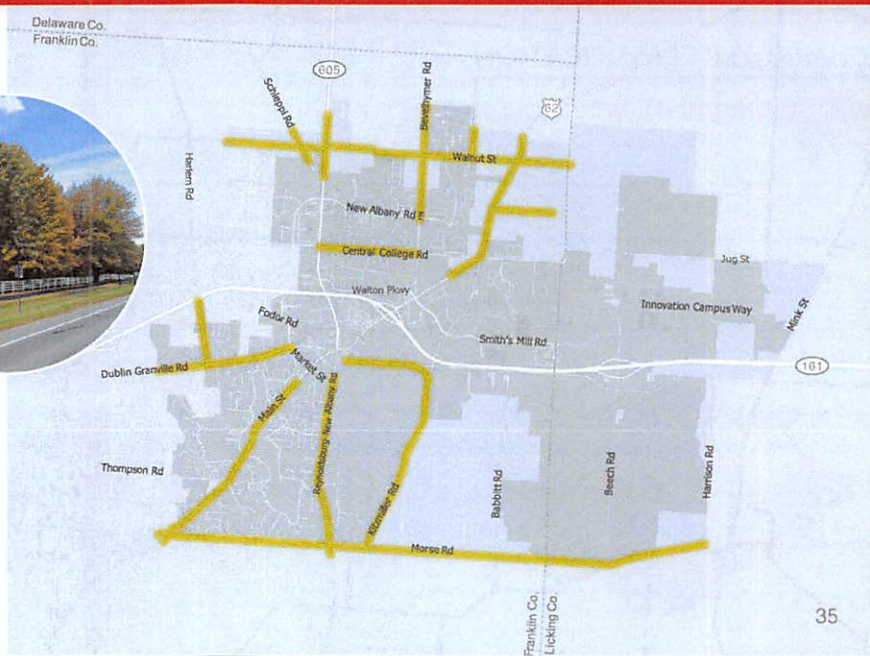 Delaware Co.
Franklin Co.
605
Schleppi Rd
Bevelhymer Rd
62
Harlem Rd
Walnut St
New Albany Rd E
Central College Rd
Jug St
Walton Pkwy
Innovation Campus Way
Mink St
Fodor Rd
Smith's Mill Rd
Market St
161
Dublin Granville Rd
Main St
Reynoldsburg-New Albany Rd
Thompson Rd
Kitzmiller Rd
Babbitt Rd
Beech Rd
Harrison Rd
Morse Rd
Franklin Co.
Licking Co.
35